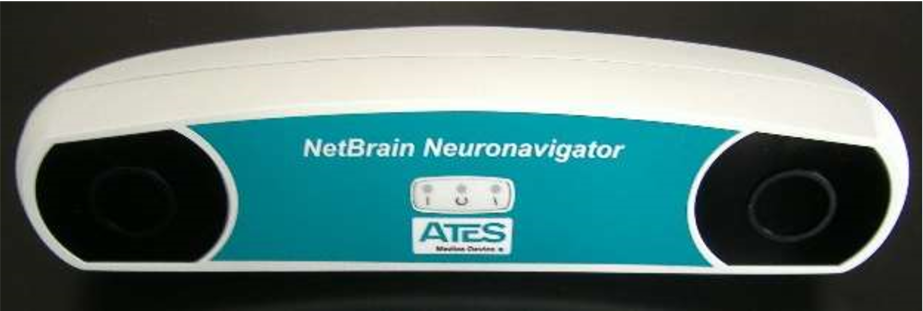 NetBrain Neuronavigator
ATES
Medica Device